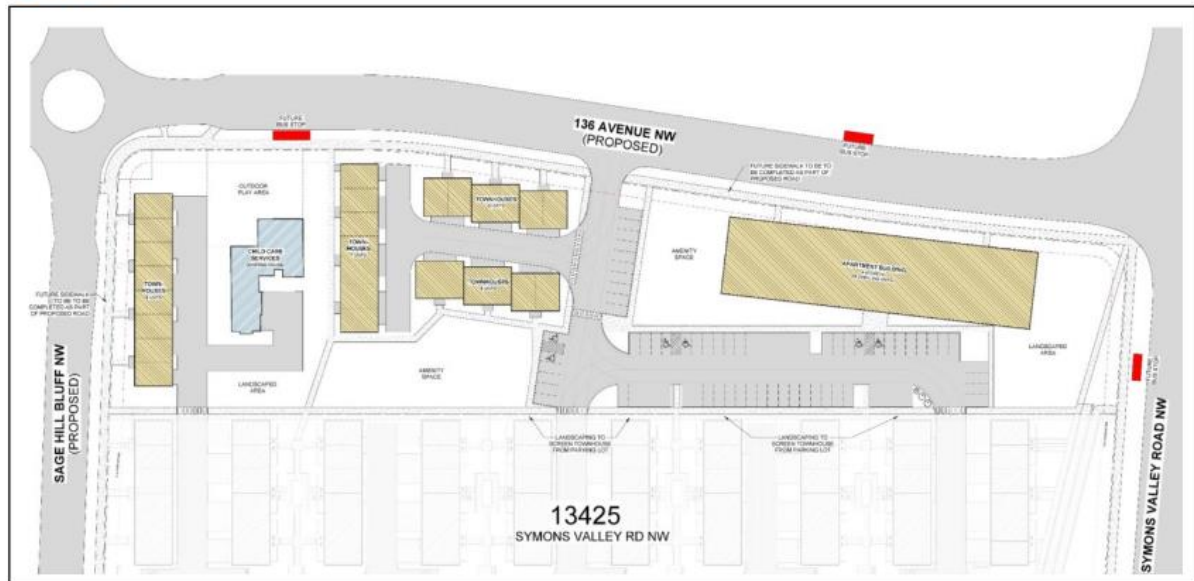 FUTURE
BUS STOP
136 AVENUE NW
(PROPOSED)
FUTURE
BUS STOP
FUTURE SIDEWALK TO BE TO
BE COMPLETED AS PART OF
PROPOSED ROAD
OUTDOOR
PLAY AREA
TOWNHOUSES
CHILD CARE
SERVICES
TOWN-
HOUSES
AMENITY
SPACE
APARTMENT BUILDING
TOWN-
HOUSES
TOWNHOUSES
FUTURE SIDEWALK
TO BE TO BE
COMPLETED AS PART
OF PROPOSED ROAD
LANDSCAPED
AREA
AMENITY
SPACE
LANDSCAPED
AREA
FUTURE
BUS STOP
SAGE HILL BLUFF NW
(PROPOSED)
LANDSCAPING TO
SCREEN TOWNHOUSE
FROM PARKING LOT
LANDSCAPING TO
SCREEN TOWNHOUSE
FROM PARKING LOT
SYMONS VALLEY ROAD NW
13425
SYMONS VALLEY RD NW